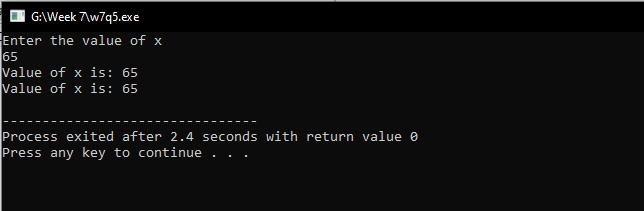 G:\Week 7\w7q5.exe
Enter the value of x
65
Value of x is: 65
Value of x is: 65
--------------------------------
Process exited after 2.4 seconds with return value 0
Press any key to continue . . .